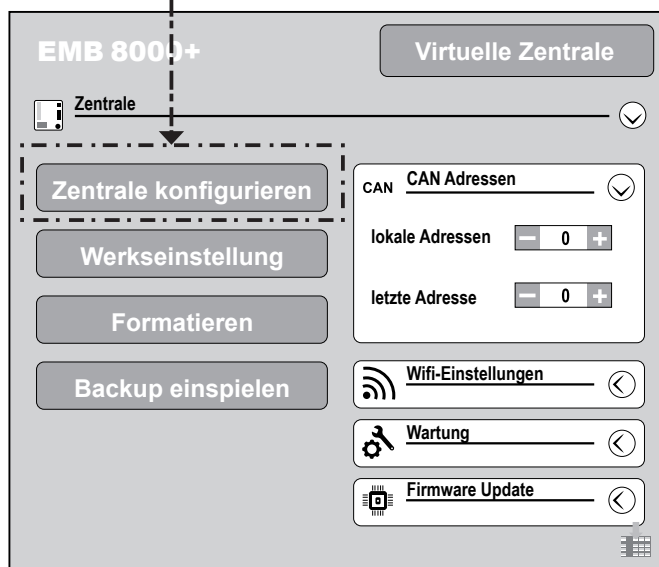 EMB 8000+
Virtuelle Zentrale
Zentrale
Zentrale konfigurieren
Werkseinstellung
Formatieren
Backup einspielen
CAN CAN Adressen
lokale Adressen − 0 +
letzte Adresse − 0 +
Wifi-Einstellungen
Wartung
Firmware Update